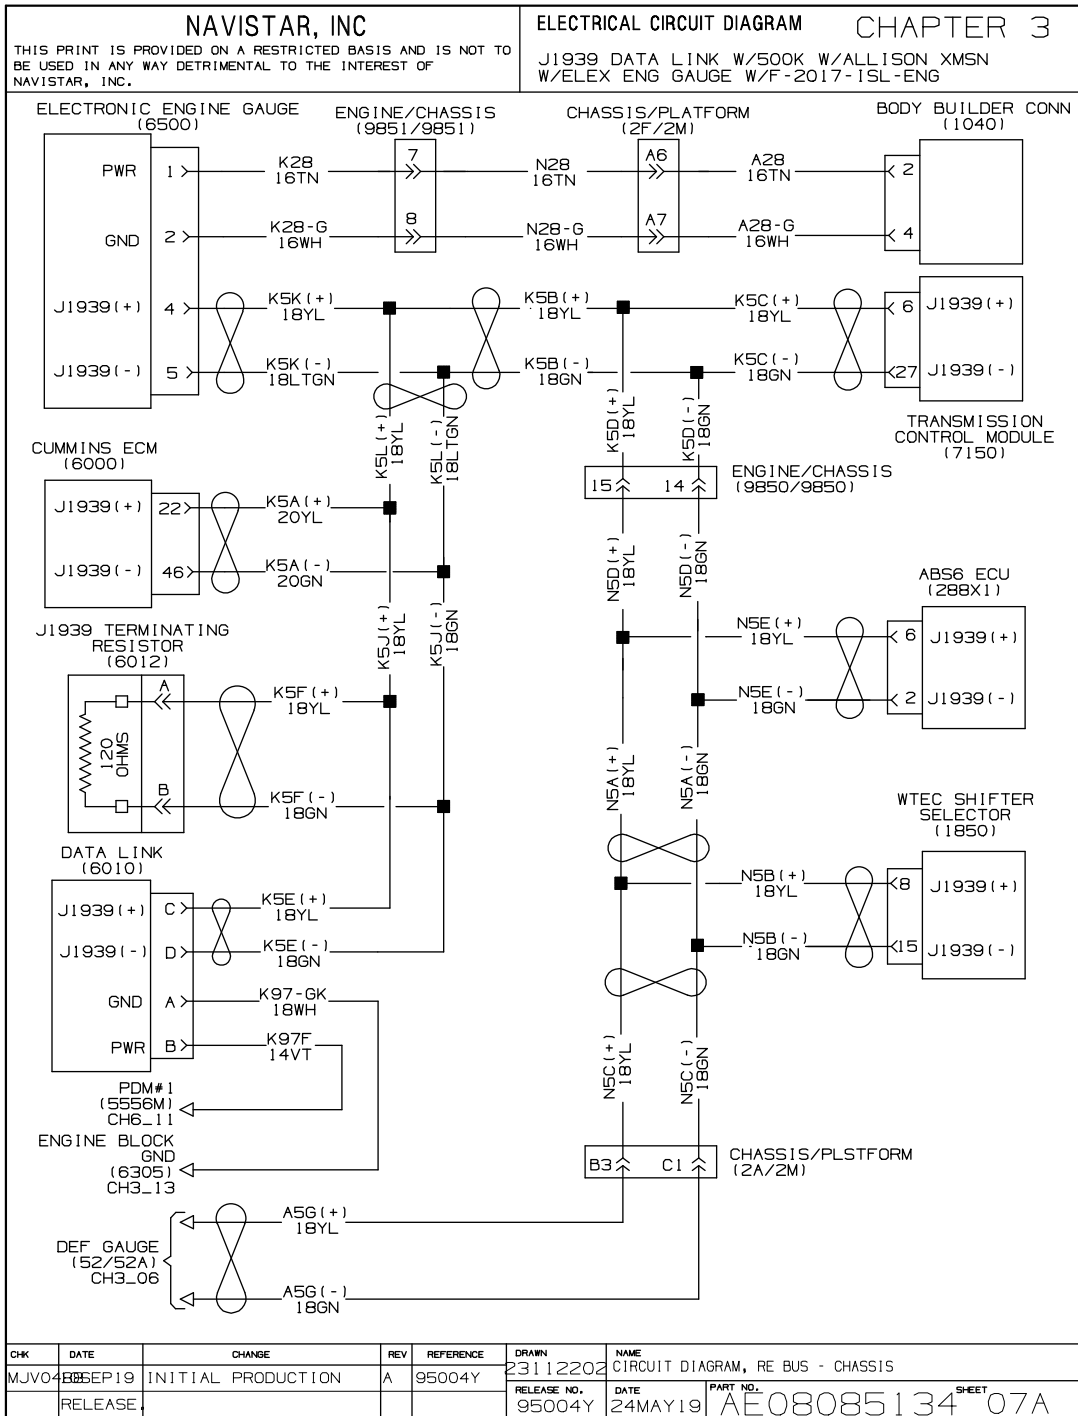 NAVISTAR, INC
THIS PRINT IS PROVIDED ON A RESTRICTED BASIS AND IS NOT TO
BE USED IN ANY WAY DETRIMENTAL TO THE INTEREST OF
NAVISTAR, INC.
ELECTRICAL CIRCUIT DIAGRAM CHAPTER 3
J1939 DATA LINK W/500K W/ALLISON XMSN
W/ELEX ENG GAUGE W/F-2017-ISL-ENG
ELECTRONIC ENGINE GAUGE
(6500)
ENGINE/CHASSIS
(9851/9851)
CHASSIS/PLATFORM
(2F/2M)
BODY BUILDER CONN
(1040)
PWR 1
K28
16TN
7
N28
16TN
A6
A28
16TN
2
GND 2
K28-G
16WH
8
N28-G
16WH
A7
A28-G
16WH
4
J1939(+) 4
K5K(+)
18YL
K5B(+)
18YL
K5C(+)
18YL
6 J1939(+)
J1939(-) 5
K5K(-)
18LTGN
K5B(-)
18GN
K5C(-)
18GN
27 J1939(-)
TRANSMISSION
CONTROL MODULE
(7150)
K5L(+)
18YL
K5L(-)
18LTGN
K5D(+)
18YL
K5D(-)
18GN
15 14
ENGINE/CHASSIS
(9850/9850)
CUMMINS ECM
(6000)
J1939(+) 22
K5A(+)
20YL
J1939(-) 46
K5A(-)
20GN
N5D(+)
18YL
N5D(-)
18GN
ABS6 ECU
(288X1)
N5E(+)
18YL
6 J1939(+)
N5E(-)
18GN
2 J1939(-)
K5J(+)
18YL
K5J(-)
18GN
J1939 TERMINATING
RESISTOR
(6012)
A
K5F(+)
18YL
120
OHMS
B
K5F(-)
18GN
N5A(+)
18YL
N5A(-)
18GN
WTEC SHIFTER
SELECTOR
(1850)
N5B(+)
18YL
8 J1939(+)
N5B(-)
18GN
15 J1939(-)
DATA LINK
(6010)
J1939(+) C
K5E(+)
18YL
J1939(-) D
K5E(-)
18GN
GND A
K97-GK
18WH
PWR B
K97F
14VT
PDM#1
(5556M)
CH6_11
ENGINE BLOCK
GND
(6305)
CH3_13
N5C(+)
18YL
N5C(-)
18GN
B3 C1
CHASSIS/PLSTFORM
(2A/2M)
DEF GAUGE
(52/52A)
CH3_06
A5G(+)
18YL
A5G(-)
18GN
CHK DATE CHANGE REV REFERENCE DRAWN NAME
INITIAL PRODUCTION A 95004Y 23112202 CIRCUIT DIAGRAM, RE BUS - CHASSIS
RELEASE.
RELEASE NO. DATE PART NO. SHEET
95004Y 24MAY19 AE08085134 07A